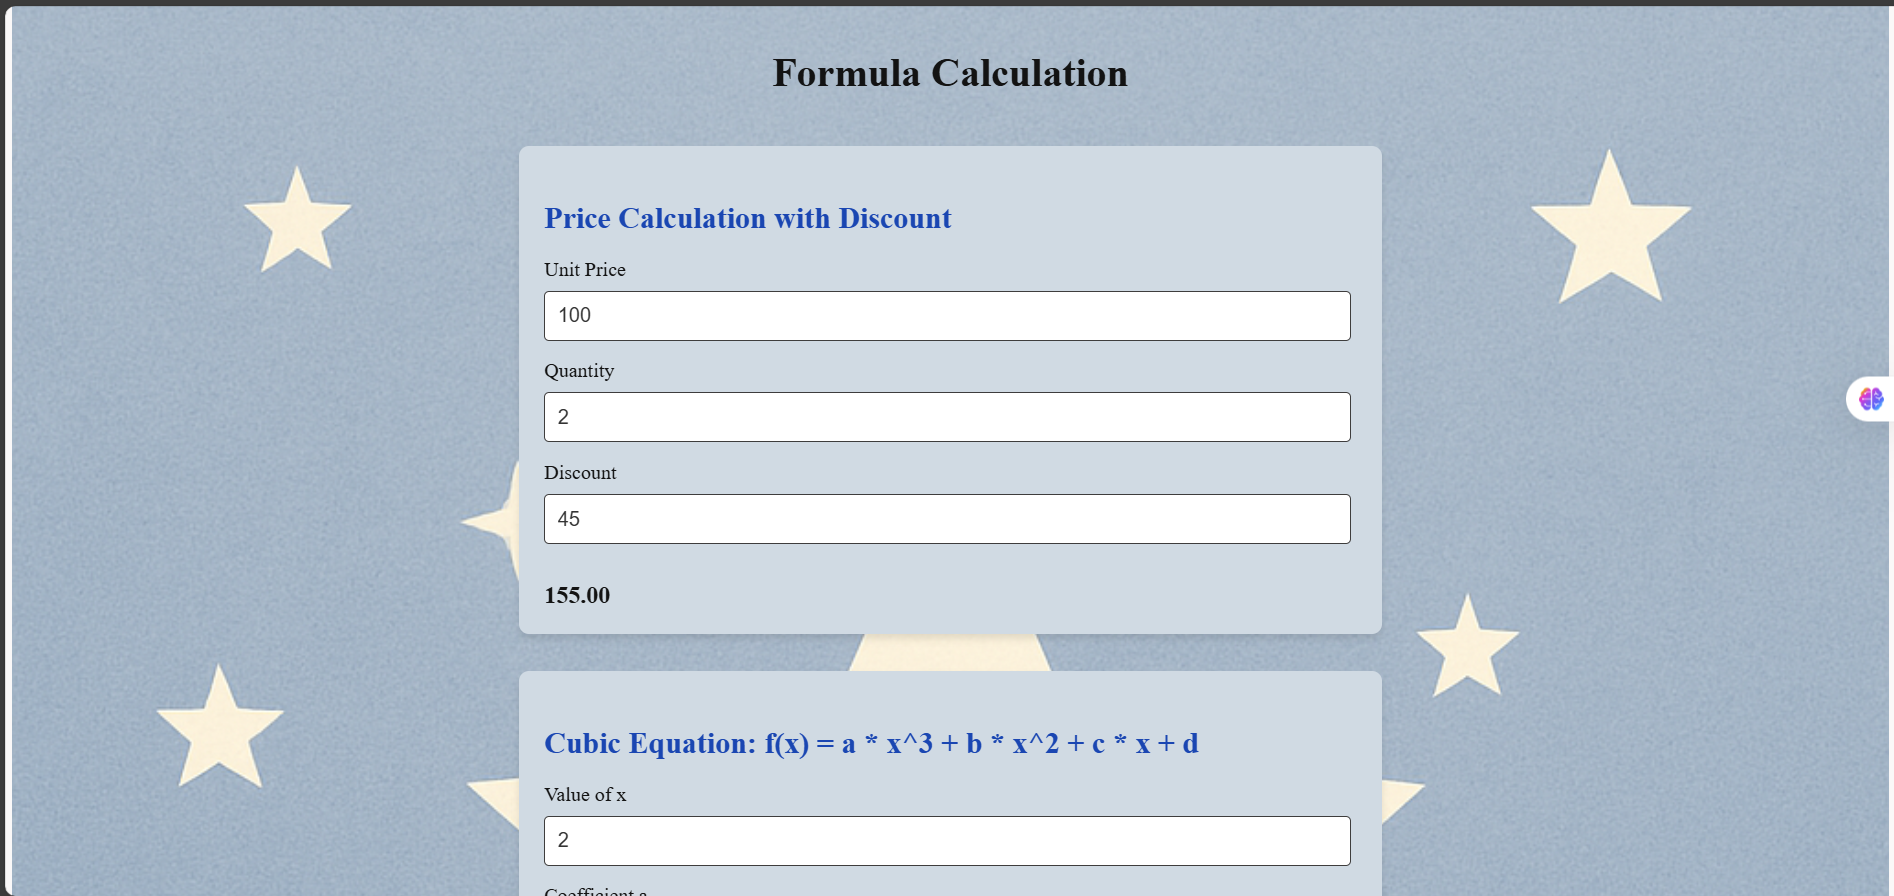 Formula Calculation
Price Calculation with Discount
Unit Price
100
Quantity
2
Discount
45
155.00
Cubic Equation: f(x) = a * x^3 + b * x^2 + c * x + d
Value of x
2
Coefficient a